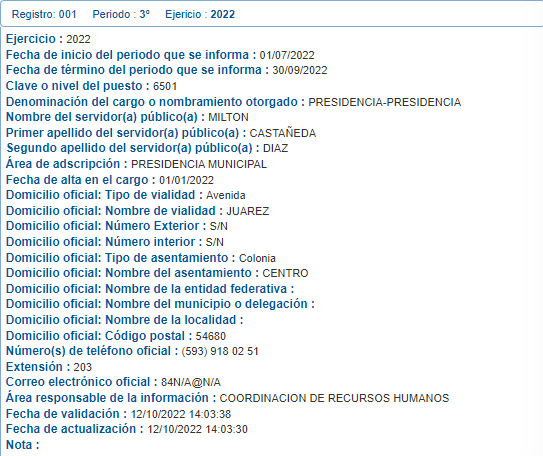 Registro: 001 Periodo : 3º Ejericio : 2022
Ejercicio : 2022
Fecha de inicio del periodo que se informa : 01/07/2022
Fecha de término del periodo que se informa : 30/09/2022
Clave o nivel del puesto : 6501
Denominación del cargo o nombramiento otorgado : PRESIDENCIA-PRESIDENCIA
Nombre del servidor(a) público(a) : MILTON
Primer apellido del servidor(a) público(a) : CASTAÑEDA
Segundo apellido del servidor(a) público(a) : DIAZ
Área de adscripción : PRESIDENCIA MUNICIPAL
Fecha de alta en el cargo : 01/01/2022
Domicilio oficial: Tipo de vialidad : Avenida
Domicilio oficial: Nombre de vialidad : JUAREZ
Domicilio oficial: Número Exterior : S/N
Domicilio oficial: Número interior : S/N
Domicilio oficial: Tipo de asentamiento : Colonia
Domicilio oficial: Nombre del asentamiento : CENTRO
Domicilio oficial: Nombre de la entidad federativa :
Domicilio oficial: Nombre del municipio o delegación :
Domicilio oficial: Nombre de la localidad :
Domicilio oficial: Código postal : 54680
Número(s) de teléfono oficial : (593) 918 02 51
Extensión : 203
Correo electrónico oficial : 84N/A@N/A
Área responsable de la información : COORDINACION DE RECURSOS HUMANOS
Fecha de validación : 12/10/2022 14:03:38
Fecha de actualización : 12/10/2022 14:03:30
Nota :